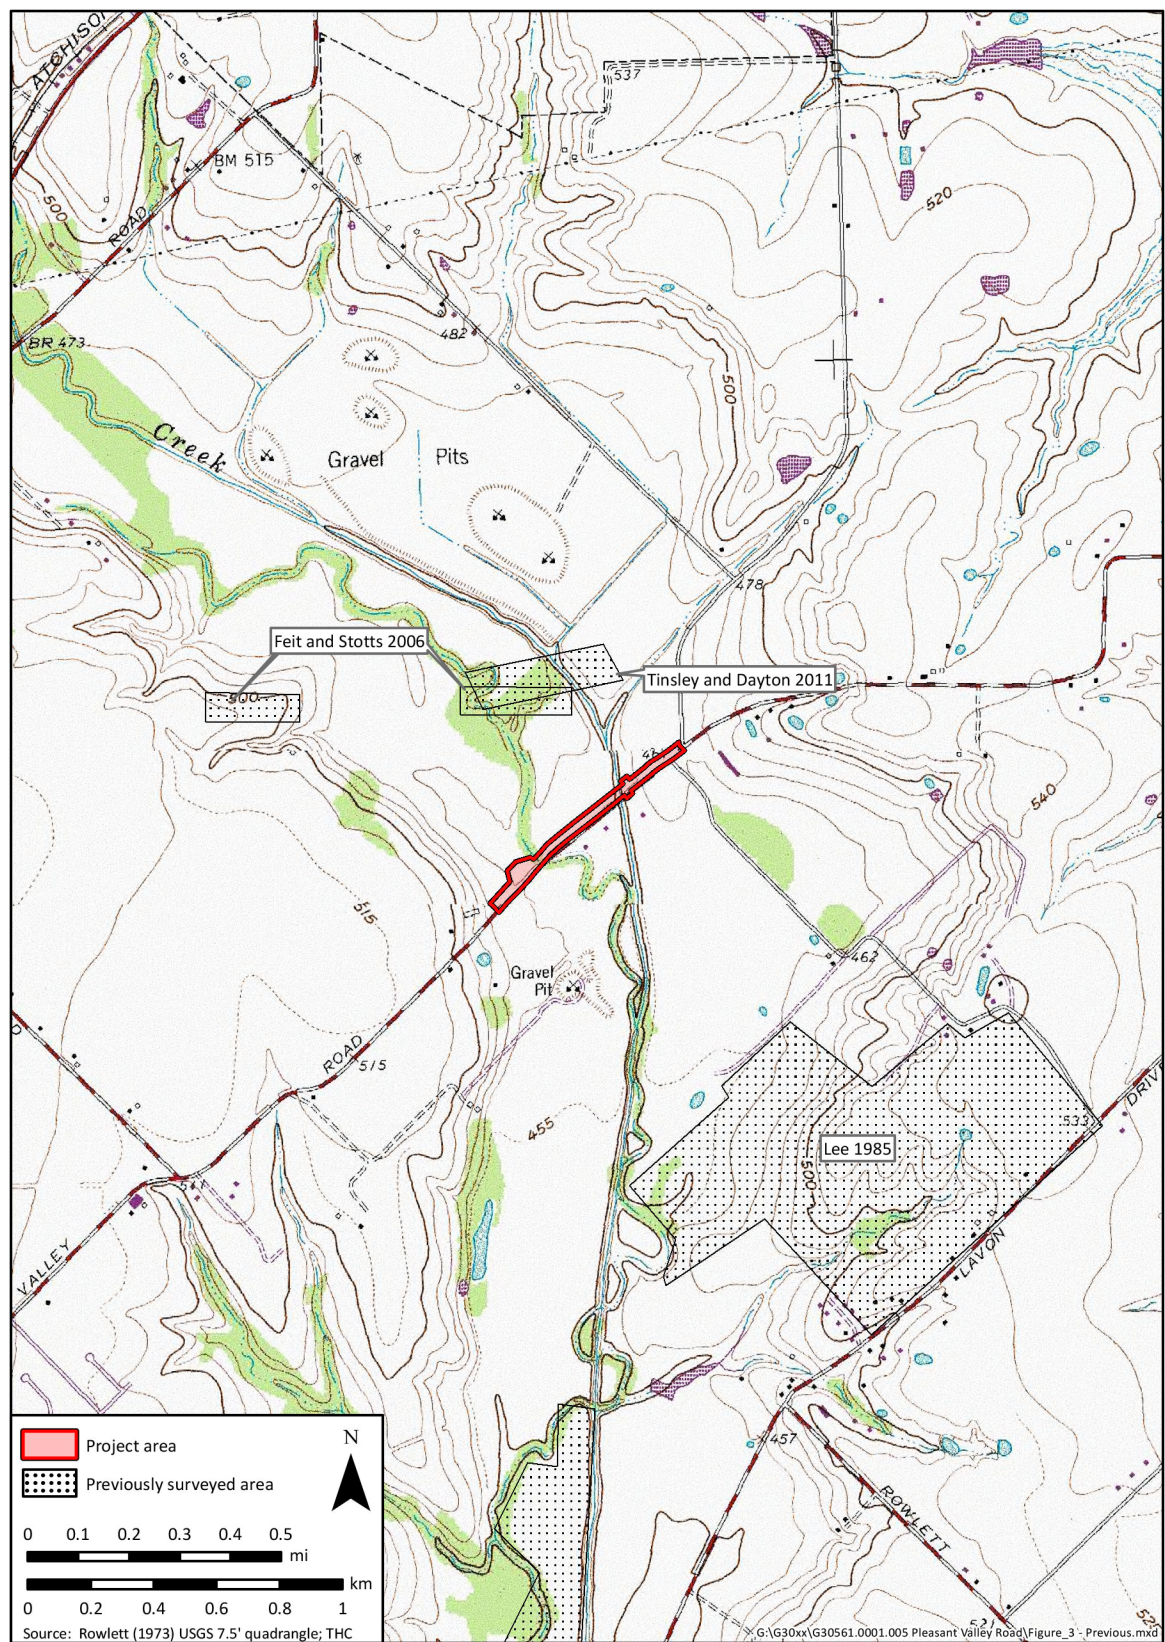 ATCHISON
537
BM 515
ROAD
500
520
482
BR 473
500
Creek
Gravel Pits
478
Feit and Stotts 2006
Tinsley and Dayton 2011
500
540
515
462
Gravel
Pit
ROAD
515
455
533
DRIVE
Lee 1985
500
VALLEY
LAVON
457
ROWLETT
Project area
N
Previously surveyed area
0 0.1 0.2 0.3 0.4 0.5
mi
km
0 0.2 0.4 0.6 0.8 1
Source: Rowlett (1973) USGS 7.5' quadrangle; THC
G:\G30xx\G30561.0001.005 Pleasant Valley Road\Figure_3 - Previous.mxd